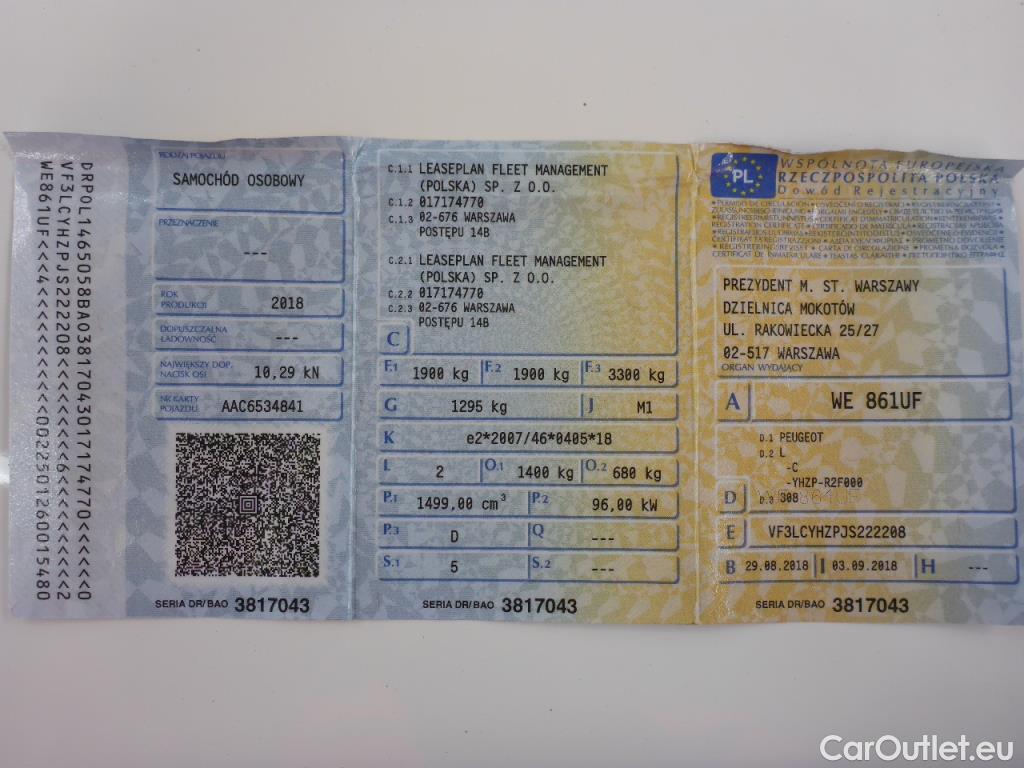 DRPOL1465058BA03817043017174770<<<<<<0
VF3LCYHZPJS222208<<<<<<
WE861UF<<4<<<<<<
RODZAJ POJAZDU
SAMOCHÓD OSOBOWY
PRZEZNACZENIE
---
ROK PRODUKCJI 2018
DOPUSZCZALNA ŁADOWNOŚĆ ---
NAJWIĘKSZY DOP. NACISK OSI 10,29 kN
NR KARTY POJAZDU AAC6534841
SERIA DR/BAO 3817043
C.1.1 LEASEPLAN FLEET MANAGEMENT
(POLSKA) SP. Z O.O.
C.1.2 017174770
C.1.3 02-676 WARSZAWA
POSTĘPU 14B
C.2.1 LEASEPLAN FLEET MANAGEMENT
(POLSKA) SP. Z O.O.
C.2.2 017174770
C.2.3 02-676 WARSZAWA
POSTĘPU 14B
C
F.1 1900 kg F.2 1900 kg F.3 3300 kg
G 1295 kg J M1
K e2*2007/46*0405*18
L 2 O.1 1400 kg O.2 680 kg
P.1 1499,00 cm³ P.2 96,00 kW
P.3 D Q ---
S.1 5 S.2 ---
SERIA DR/BAO 3817043
PL
WSPÓLNOTA EUROPEJSKA
RZECZPOSPOLITA POLSKA
Dowód Rejestracyjny
PREZYDENT M. ST. WARSZAWY
DZIELNICA MOKOTÓW
UL. RAKOWIECKA 25/27
02-517 WARSZAWA
ORGAN WYDAJĄCY
A WE 861UF
D.1 PEUGEOT
D.2 L
-C
-YHZP-R2F000
D D.3 308
E VF3LCYHZPJS222208
B 29.08.2018 I 03.09.2018 H ---
SERIA DR/BAO 3817043
CarOutlet.eu